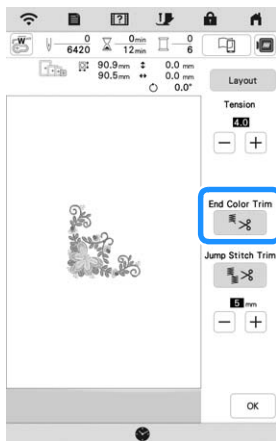 W
0
6420
0min
12min
0
6
90.9mm
90.5mm
0.0 mm
0.0 mm
0.0°
Layout
Tension
4.0
− +
End Color Trim
Jump Stitch Trim
5 mm
− +
OK